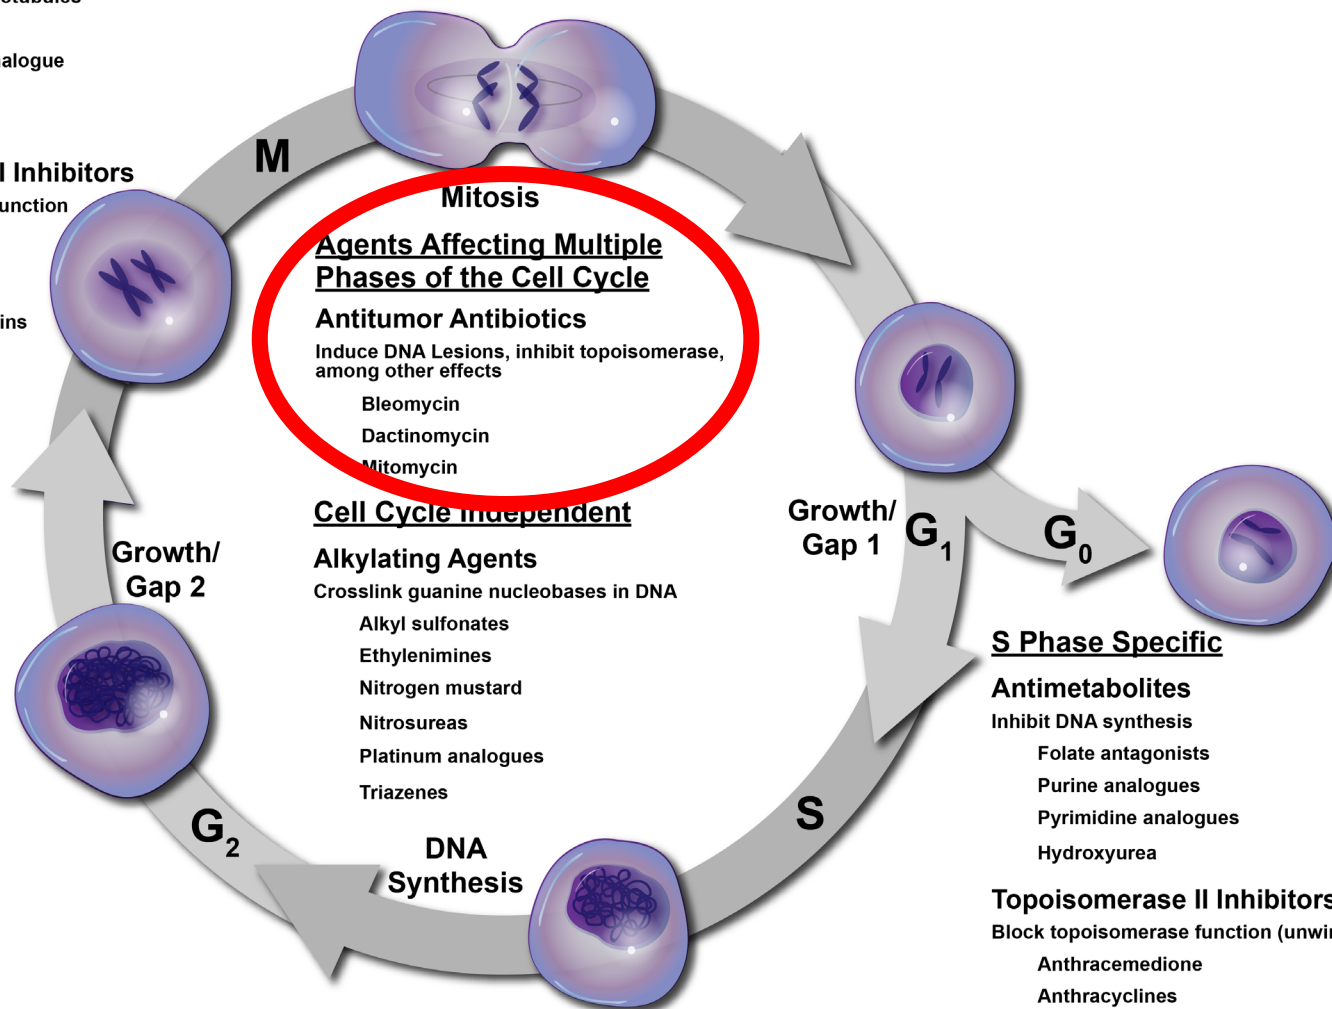 alogue
M
I Inhibitors
Mitosis
Agents Affecting Multiple
Phases of the Cell Cycle
Antitumor Antibiotics
Induce DNA Lesions, inhibit topoisomerase,
among other effects
Bleomycin
Dactinomycin
Mitomycin
Cell Cycle Independent
Alkylating Agents
Crosslink guanine nucleobases in DNA
Alkyl sulfonates
Ethylenimines
Nitrogen mustard
Nitrosureas
Platinum analogues
Triazenes
Growth/
Gap 2
G2
DNA
Synthesis
S
Growth/
Gap 1
G1
G0
S Phase Specific
Antimetabolites
Inhibit DNA synthesis
Folate antagonists
Purine analogues
Pyrimidine analogues
Hydroxyurea
Topoisomerase II Inhibitors
Block topoisomerase function (unwi
Anthracemedione
Anthracyclines